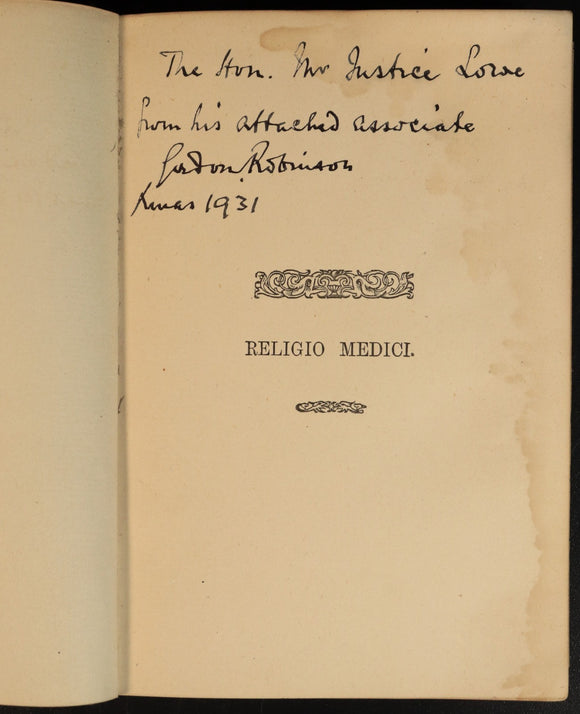 The Hon. Mr Justice Lowe
from his attached associate
Gordon Robinson
Xmas 1931
RELIGIO MEDICI.